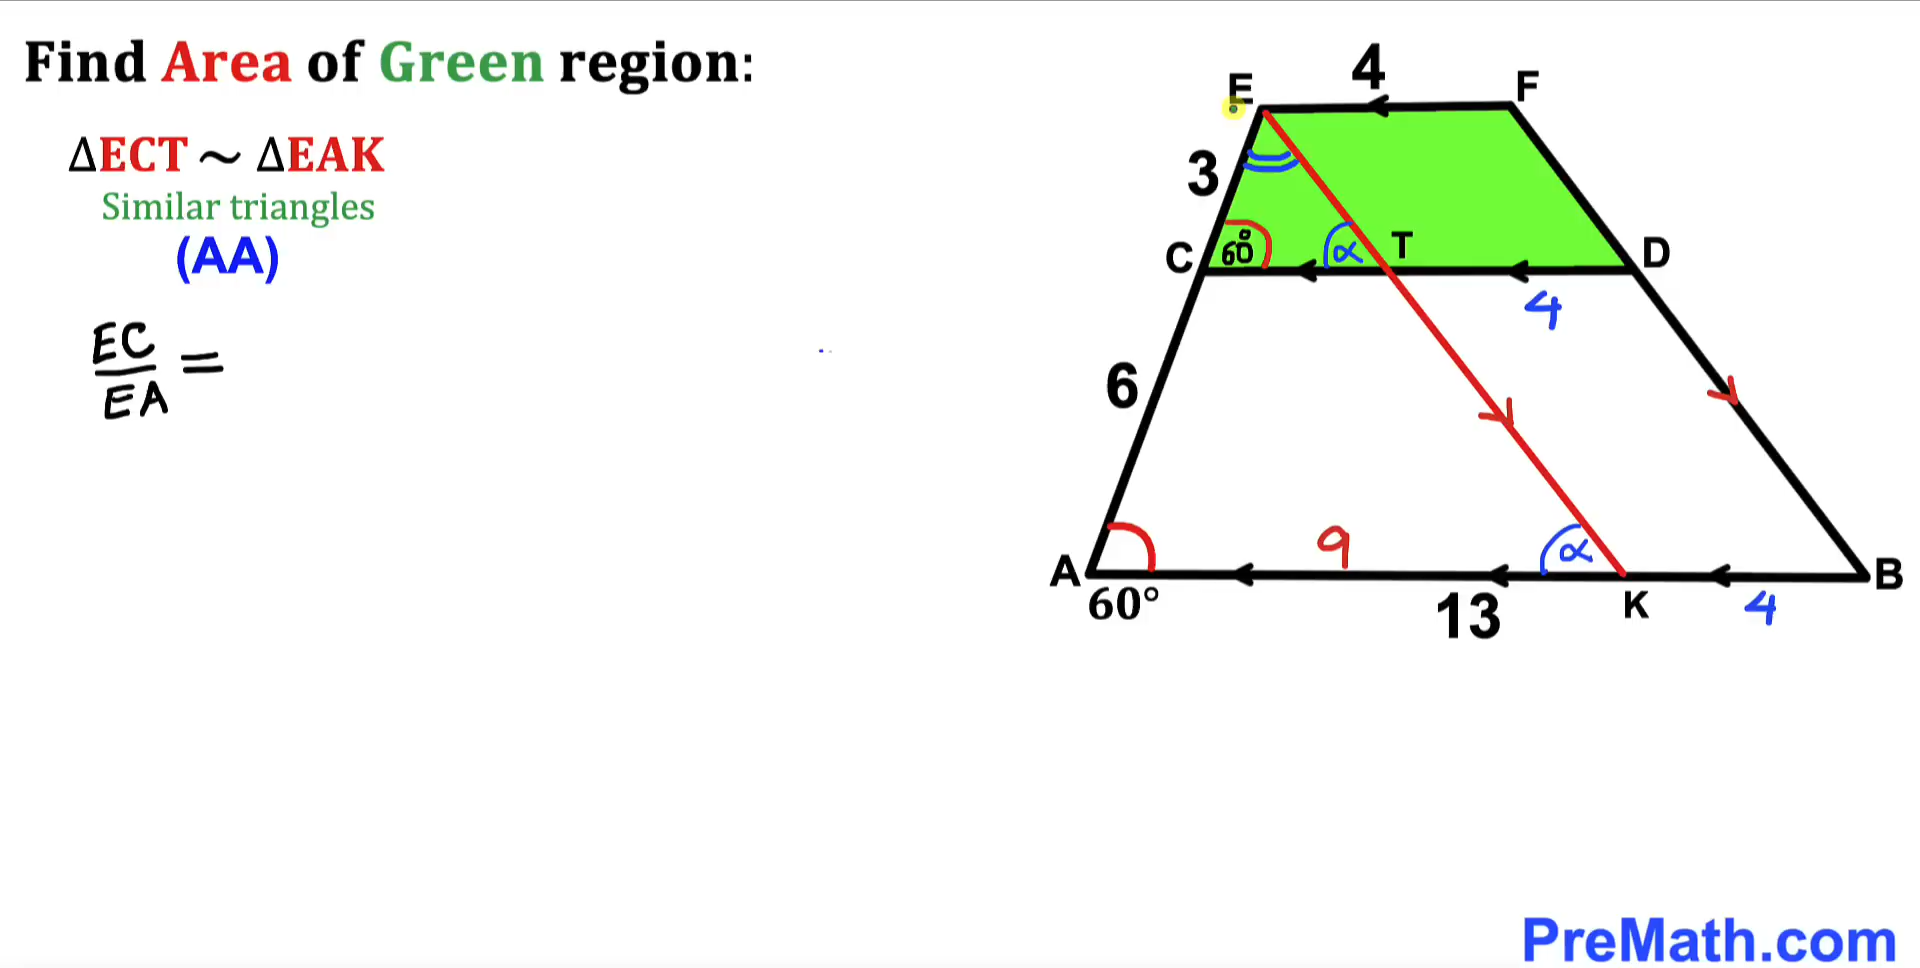 Find Area of Green region:
ΔECT ~ ΔEAK
Similar triangles
(AA)
EC
=
EA
4
E
F
3
C
60°
α
T
D
4
6
9
α
A
60°
13
K
4
B
PreMath.com